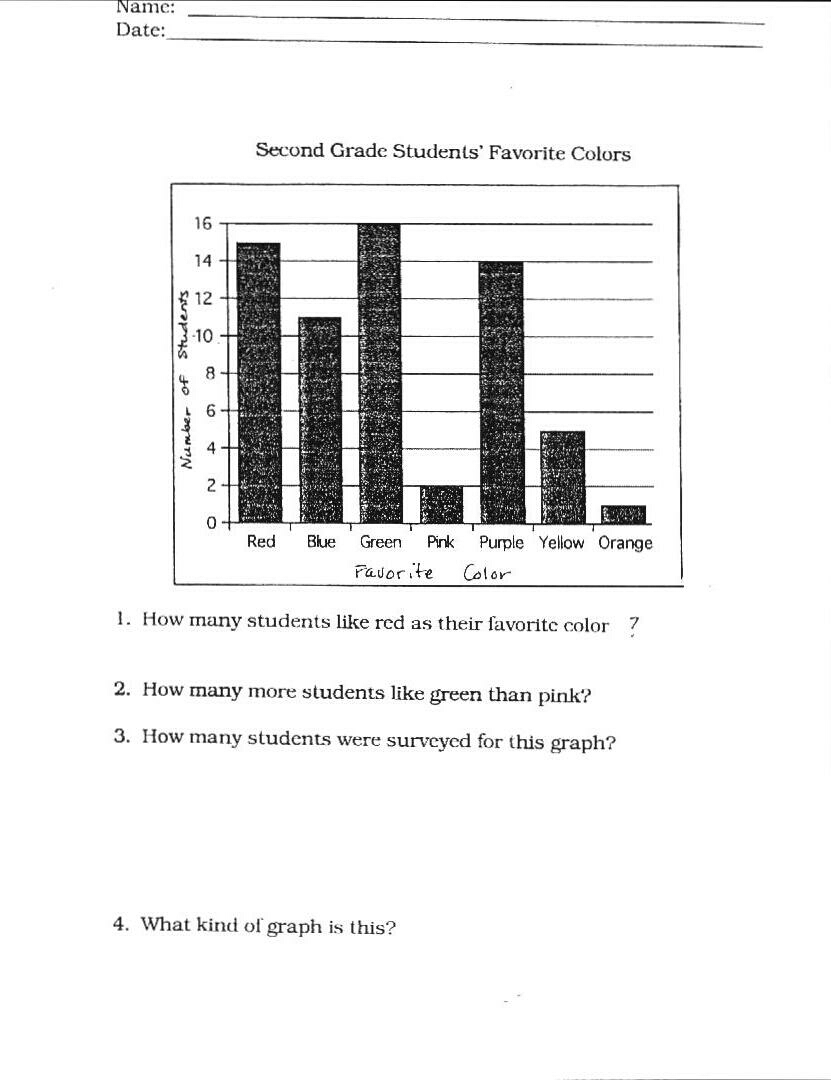 Name:
Date:
Second Grade Students' Favorite Colors
16
14
12
10
8
6
4
2
0
Number of Students
Red Blue Green Pink Purple Yellow Orange
Favorite Color
1. How many students like red as their favorite color ?
2. How many more students like green than pink?
3. How many students were surveyed for this graph?
4. What kind of graph is this?